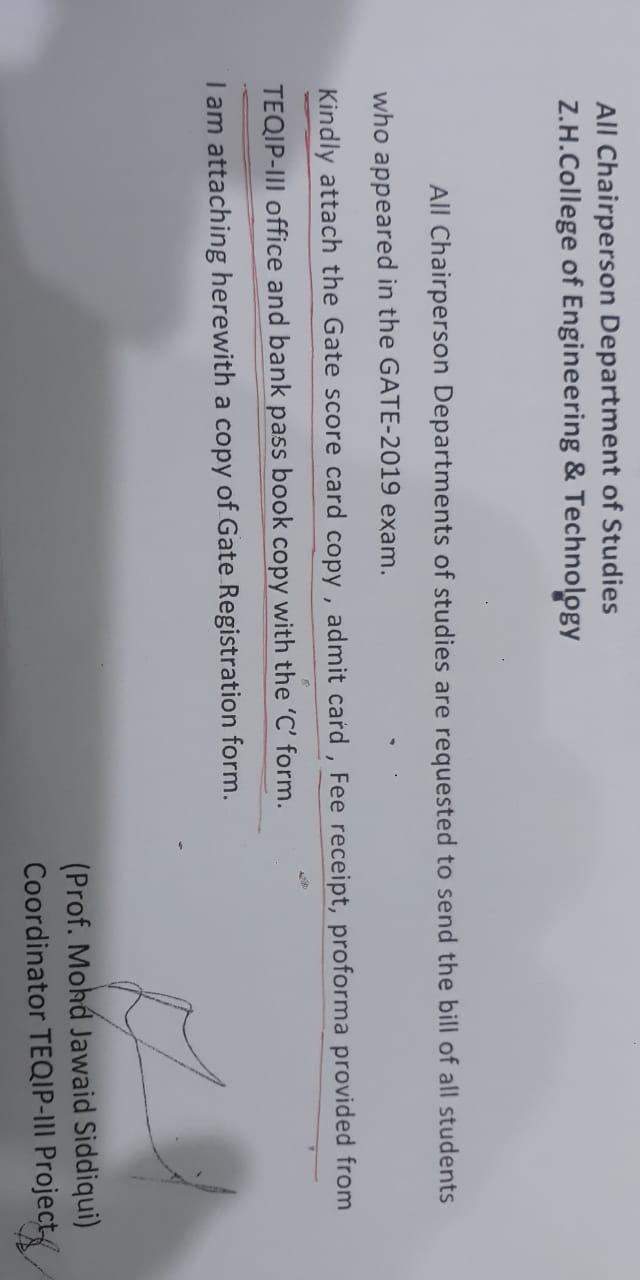 All Chairperson Department of Studies
Z.H.College of Engineering & Technology
All Chairperson Departments of studies are requested to send the bill of all students
who appeared in the GATE-2019 exam.
Kindly attach the Gate score card copy , admit card , Fee receipt, proforma provided from
TEQIP-III office and bank pass book copy with the ‘C’ form.
I am attaching herewith a copy of Gate Registration form.
(Prof. Mohd Jawaid Siddiqui)
Coordinator TEQIP-III Project